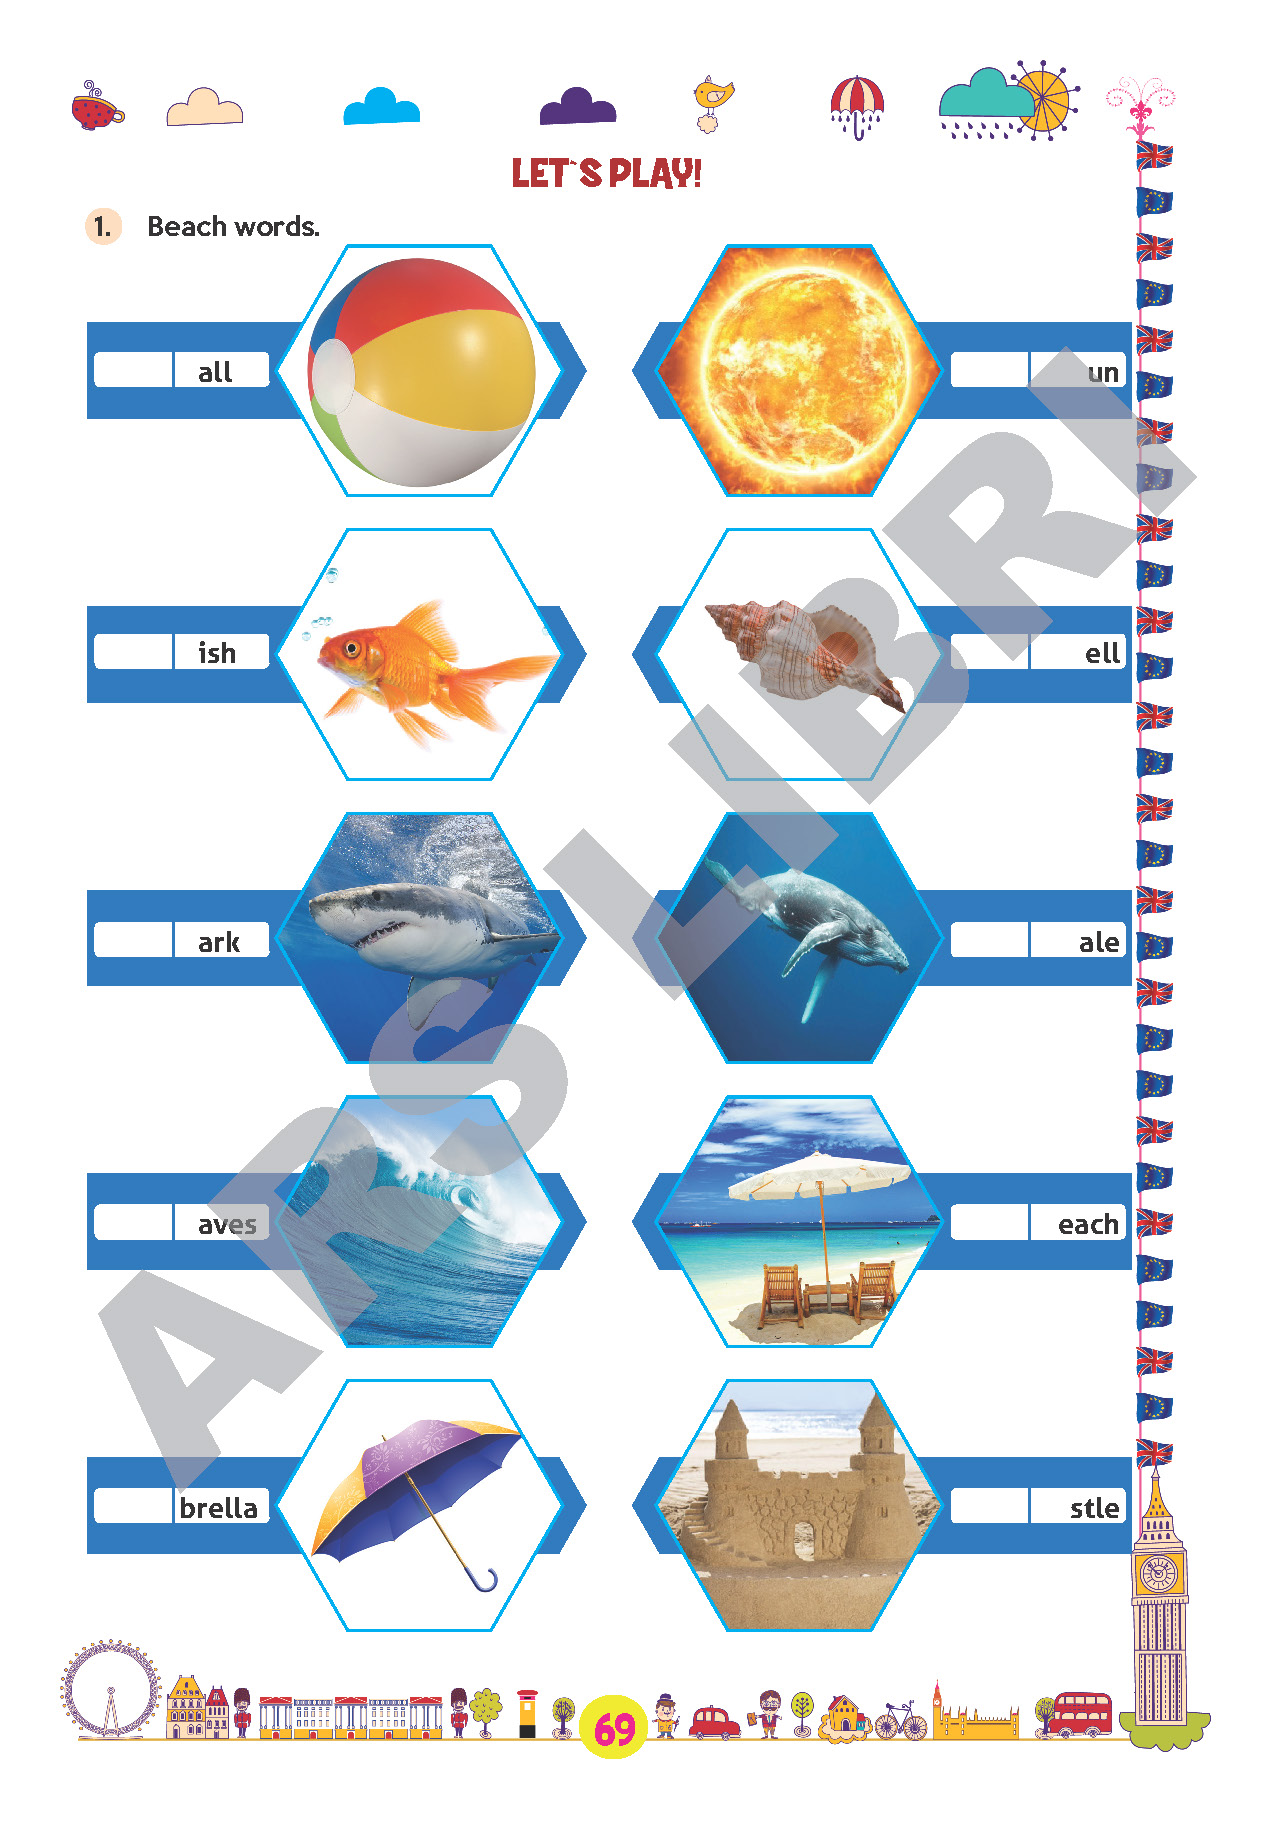 LET`S PLAY!
1. Beach words.
all
un
ish
ell
ark
ale
aves
each
brella
stle
69
ARS LIBRI